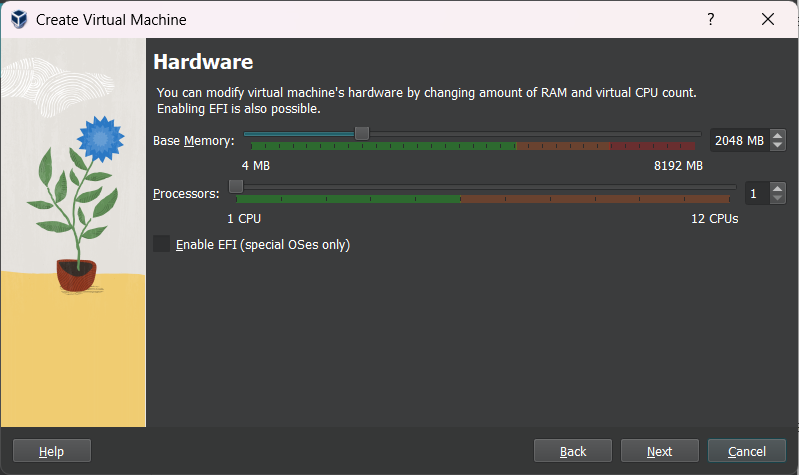 Create Virtual Machine
?
Hardware
You can modify virtual machine's hardware by changing amount of RAM and virtual CPU count.
Enabling EFI is also possible.
Base Memory: 2048 MB
4 MB 8192 MB
Processors: 1
1 CPU 12 CPUs
Enable EFI (special OSes only)
Help Back Next Cancel